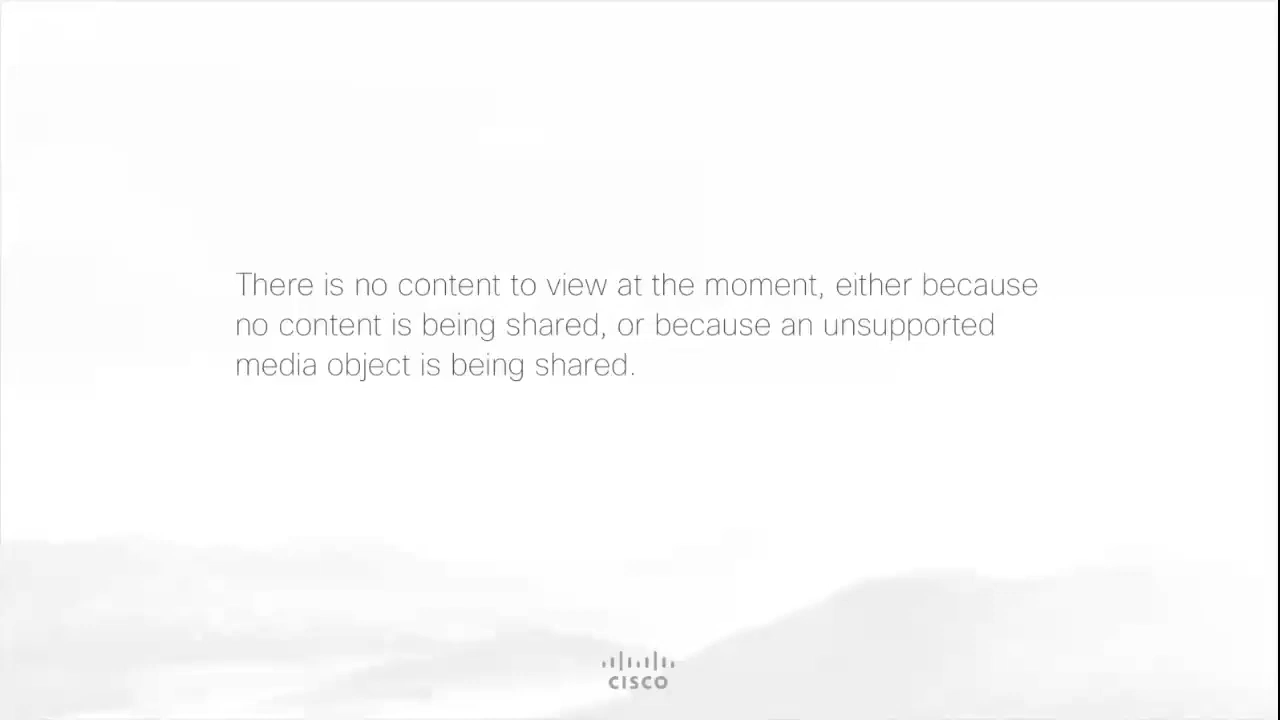 There is no content to view at the moment, either because
no content is being shared, or because an unsupported
media object is being shared.
CISCO